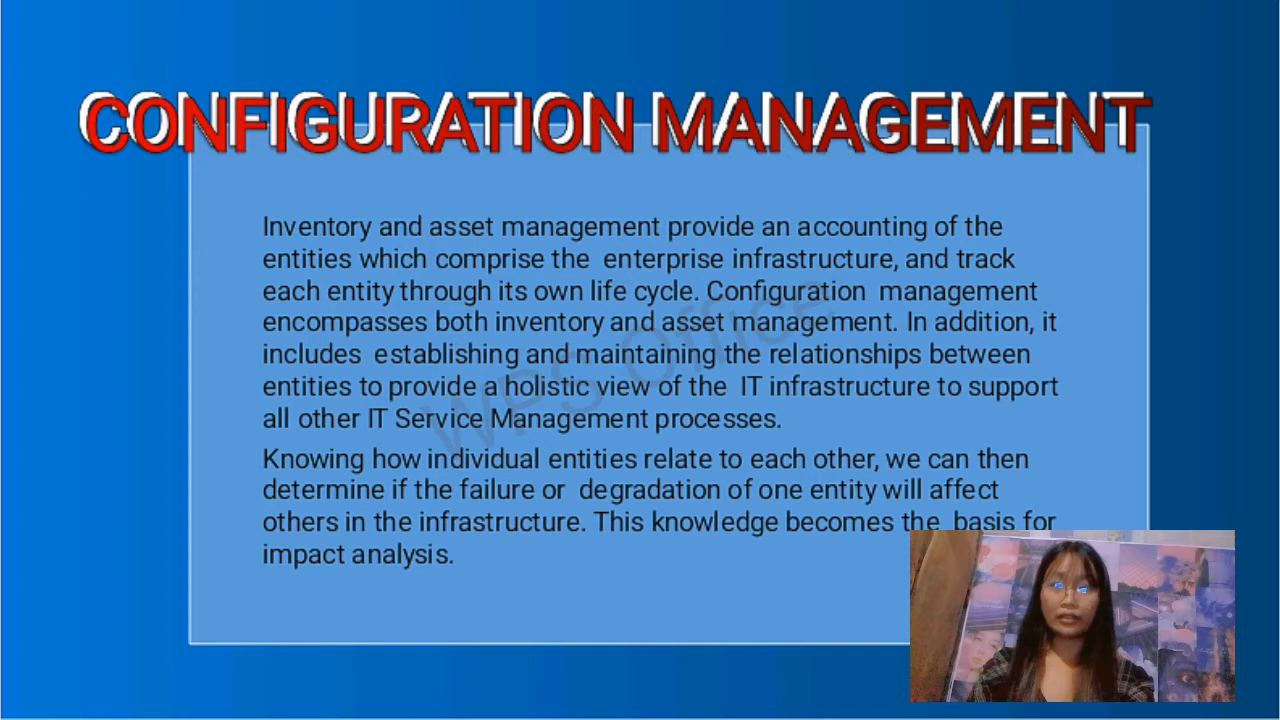 CONFIGURATION MANAGEMENT
Inventory and asset management provide an accounting of the
entities which comprise the enterprise infrastructure, and track
each entity through its own life cycle. Configuration management
encompasses both inventory and asset management. In addition, it
includes establishing and maintaining the relationships between
entities to provide a holistic view of the IT infrastructure to support
all other IT Service Management processes.
Knowing how individual entities relate to each other, we can then
determine if the failure or degradation of one entity will affect
others in the infrastructure. This knowledge becomes the basis for
impact analysis.
WPS Office